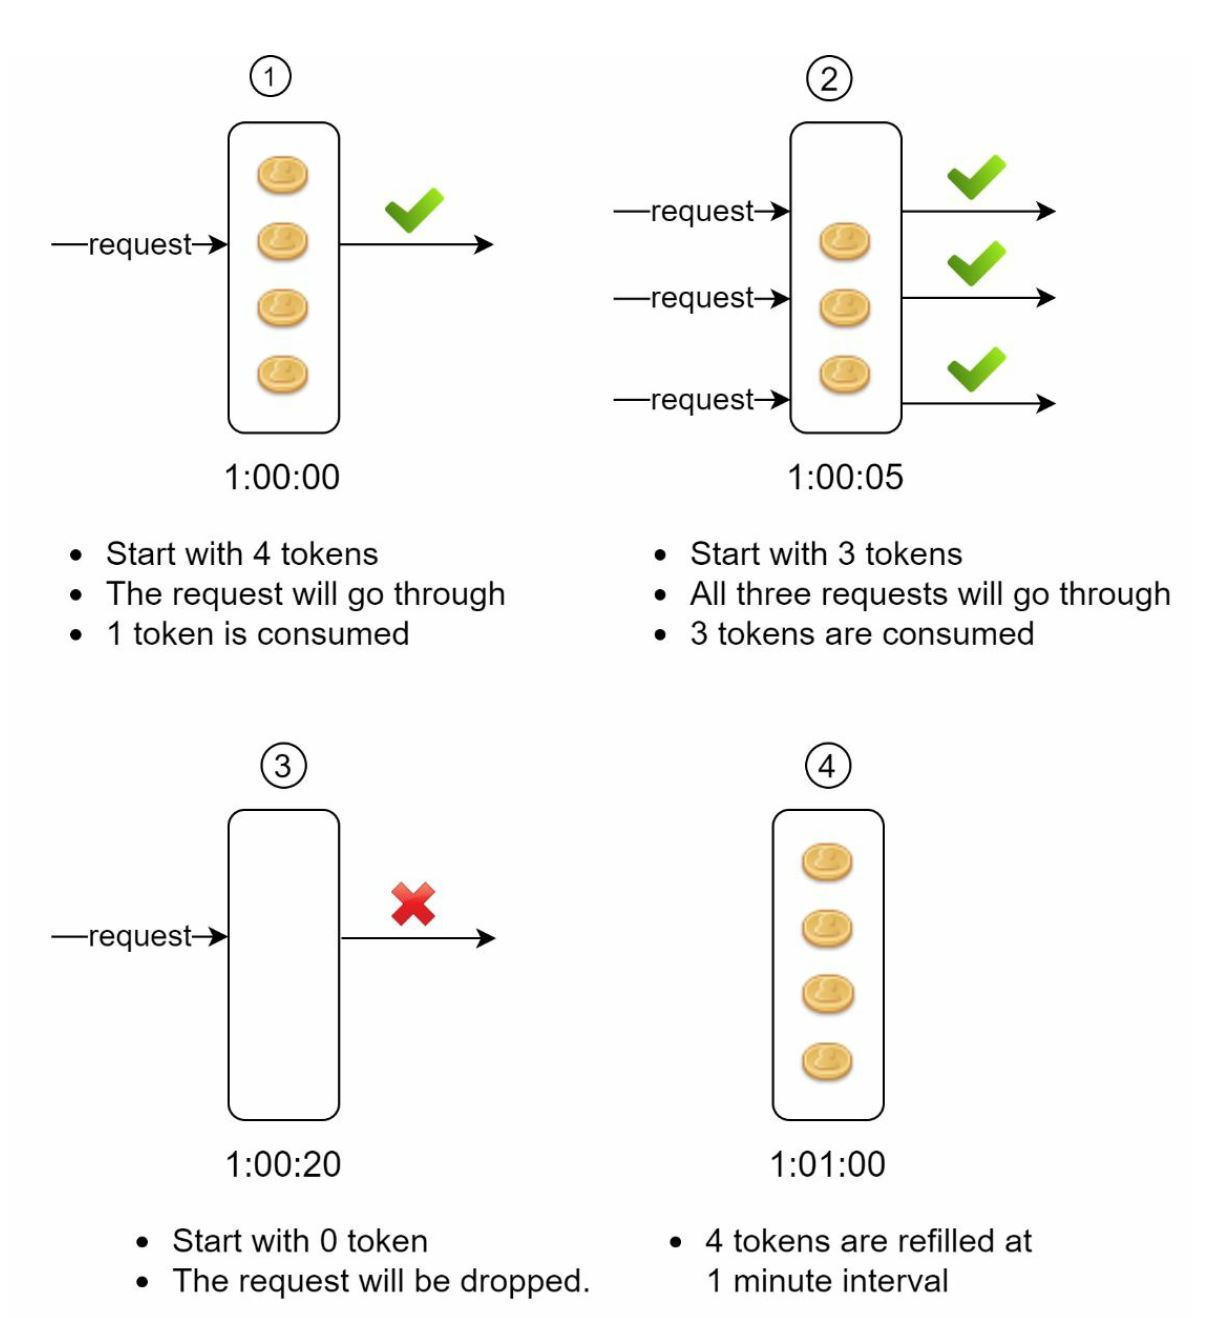 1
request
1:00:00
• Start with 4 tokens
• The request will go through
• 1 token is consumed
2
request
request
request
1:00:05
• Start with 3 tokens
• All three requests will go through
• 3 tokens are consumed
3
request
1:00:20
• Start with 0 token
• The request will be dropped.
4
1:01:00
• 4 tokens are refilled at
1 minute interval